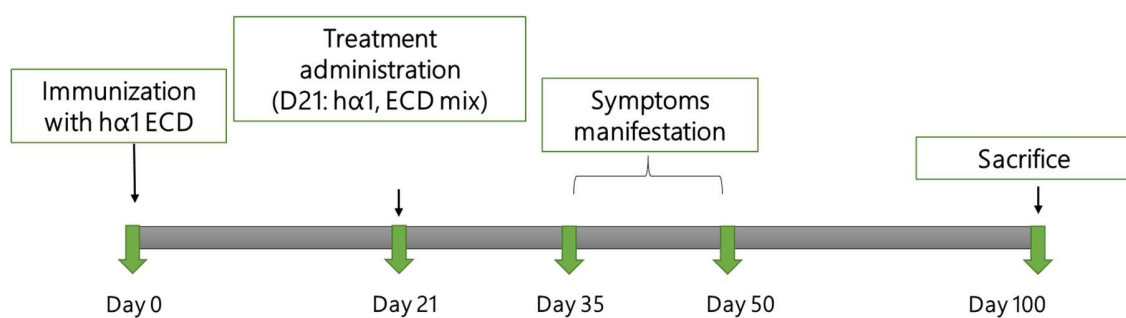 Immunization
with hα1 ECD
Treatment
administration
(D21: hα1, ECD mix)
Symptoms
manifestation
Sacrifice
Day 0
Day 21
Day 35
Day 50
Day 100